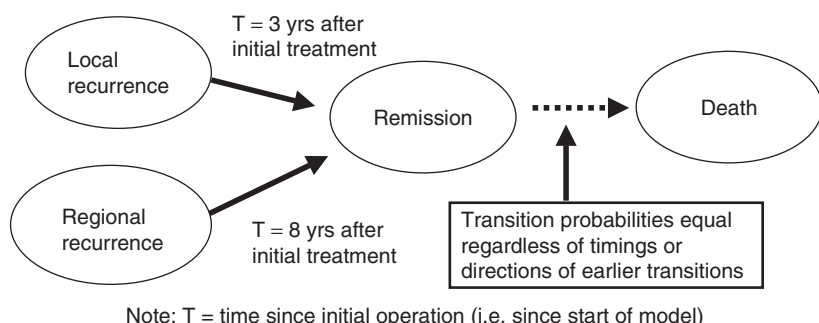 T = 3 yrs after
initial treatment
Local
recurrence
Remission
Death
Regional
recurrence
T = 8 yrs after
initial treatment
Transition probabilities equal
regardless of timings or
directions of earlier transitions
Note: T = time since initial operation (i.e. since start of model)